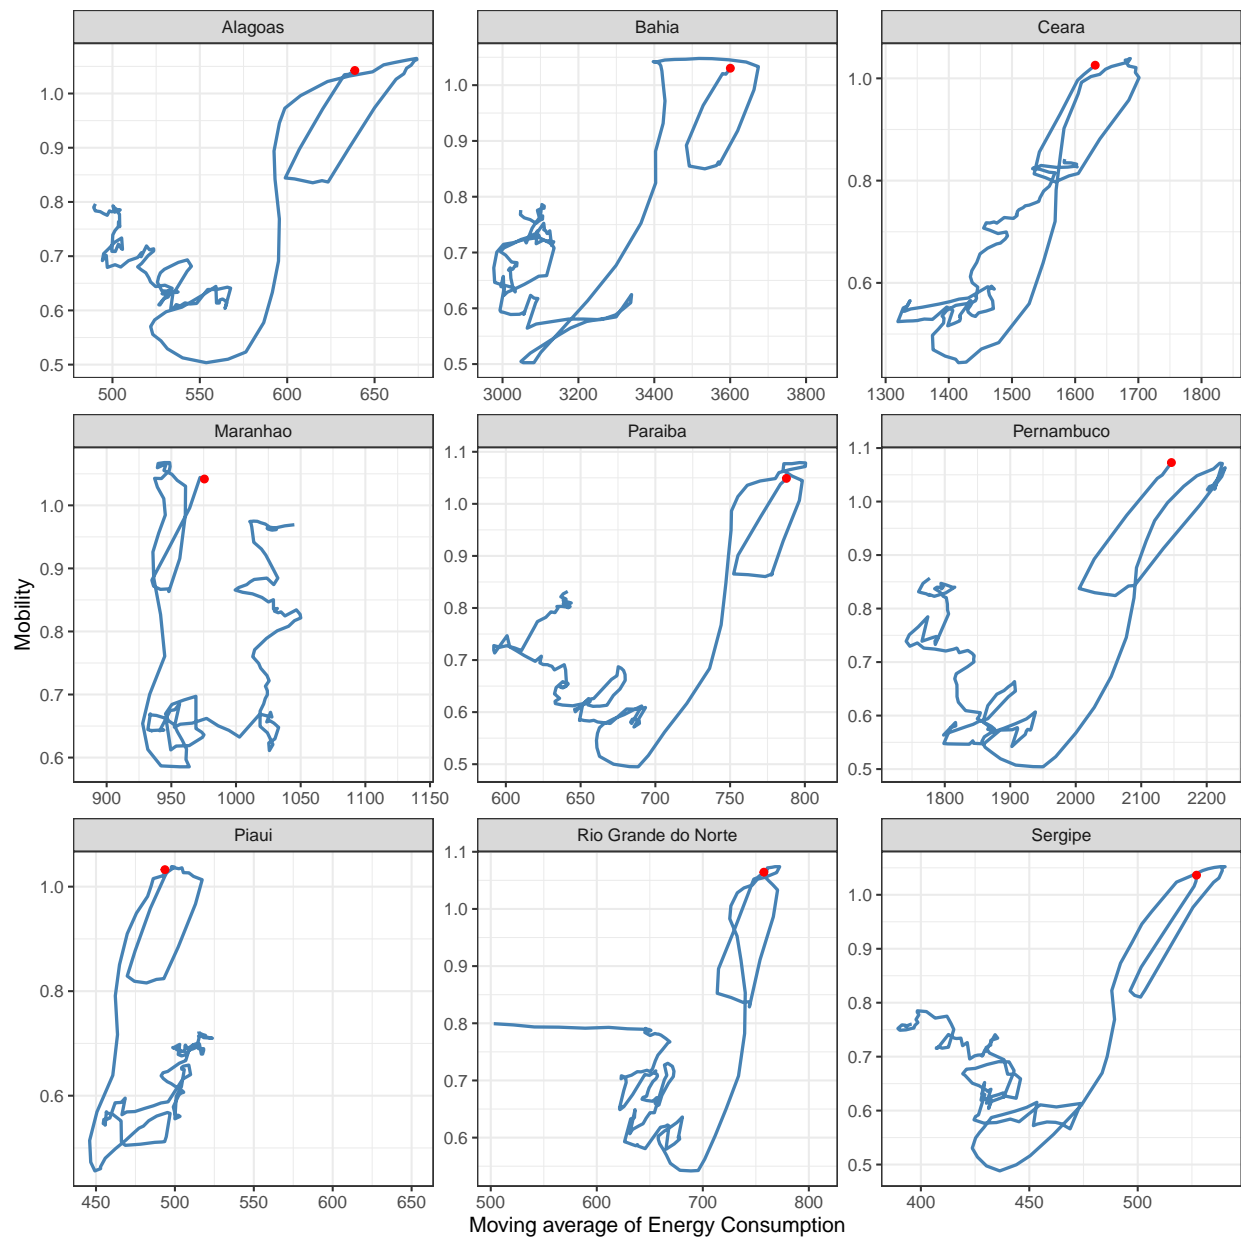 Alagoas
Bahia
Ceara
1.0
0.9
0.8
0.7
0.6
0.5
500 550 600 650
1.0
0.9
0.8
0.7
0.6
0.5
3000 3200 3400 3600 3800
1.0
0.8
0.6
1300 1400 1500 1600 1700 1800
Maranhao
Paraiba
Pernambuco
Mobility
1.0
0.9
0.8
0.7
0.6
900 950 1000 1050 1100 1150
1.1
1.0
0.9
0.8
0.7
0.6
0.5
600 650 700 750 800
1.1
1.0
0.9
0.8
0.7
0.6
0.5
1800 1900 2000 2100 2200
Piaui
Rio Grande do Norte
Sergipe
1.0
0.8
0.6
450 500 550 600 650
1.1
1.0
0.9
0.8
0.7
0.6
500 600 700 800
1.0
0.9
0.8
0.7
0.6
0.5
400 450 500
Moving average of Energy Consumption